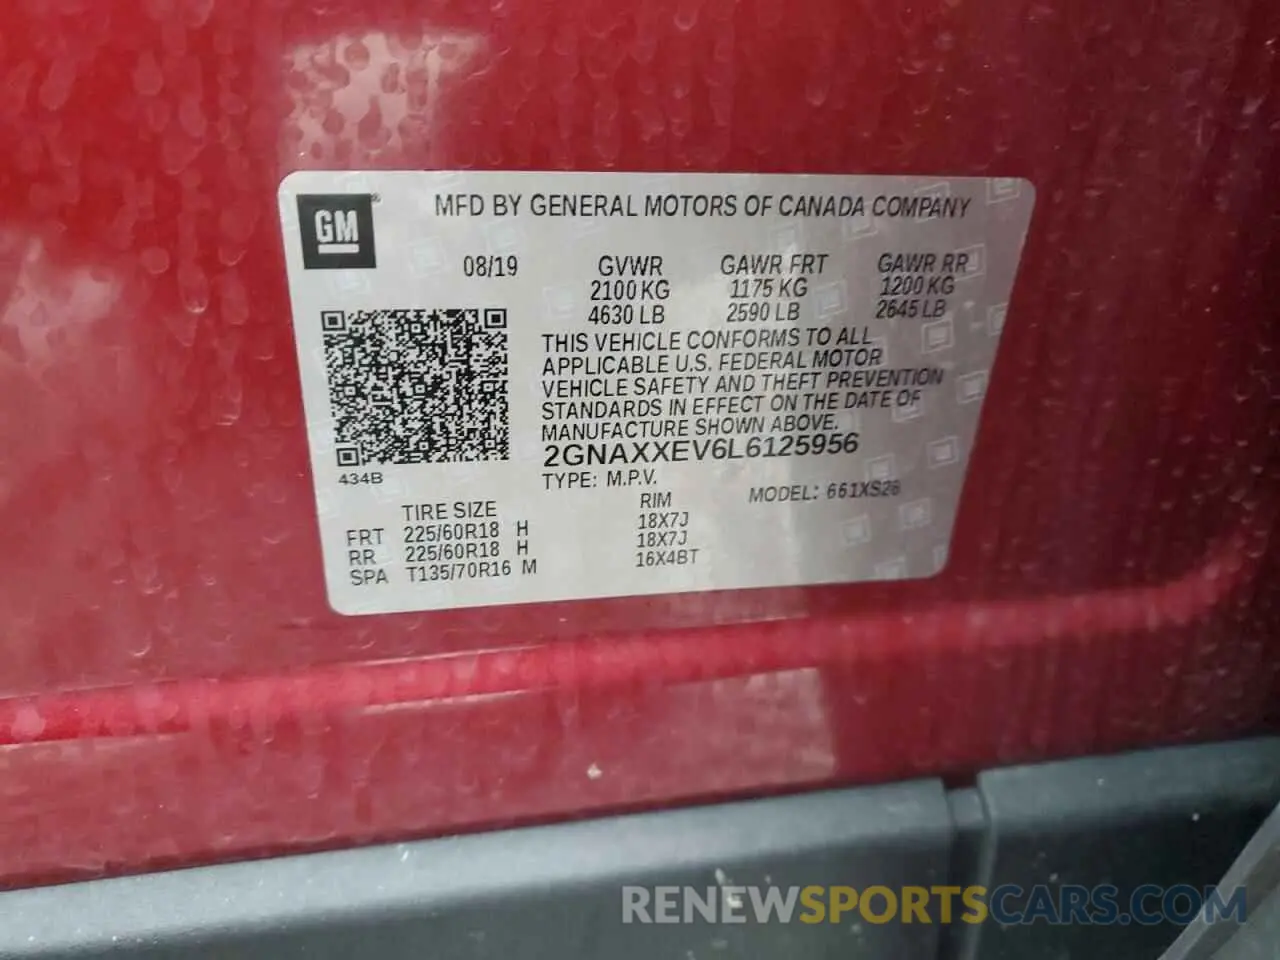 GM
MFD BY GENERAL MOTORS OF CANADA COMPANY
08/19 GVWR GAWR FRT GAWR RR
2100 KG 1175 KG 1200 KG
4630 LB 2590 LB 2645 LB
THIS VEHICLE CONFORMS TO ALL
APPLICABLE U.S. FEDERAL MOTOR
VEHICLE SAFETY AND THEFT PREVENTION
STANDARDS IN EFFECT ON THE DATE OF
MANUFACTURE SHOWN ABOVE.
2GNAXXEV6L6125956
434B
TYPE: M.P.V.
MODEL: 661XS26
TIRE SIZE RIM
FRT 225/60R18 H 18X7J
RR 225/60R18 H 18X7J
SPA T135/70R16 M 16X4BT
RENEWSPORTSCARS.COM